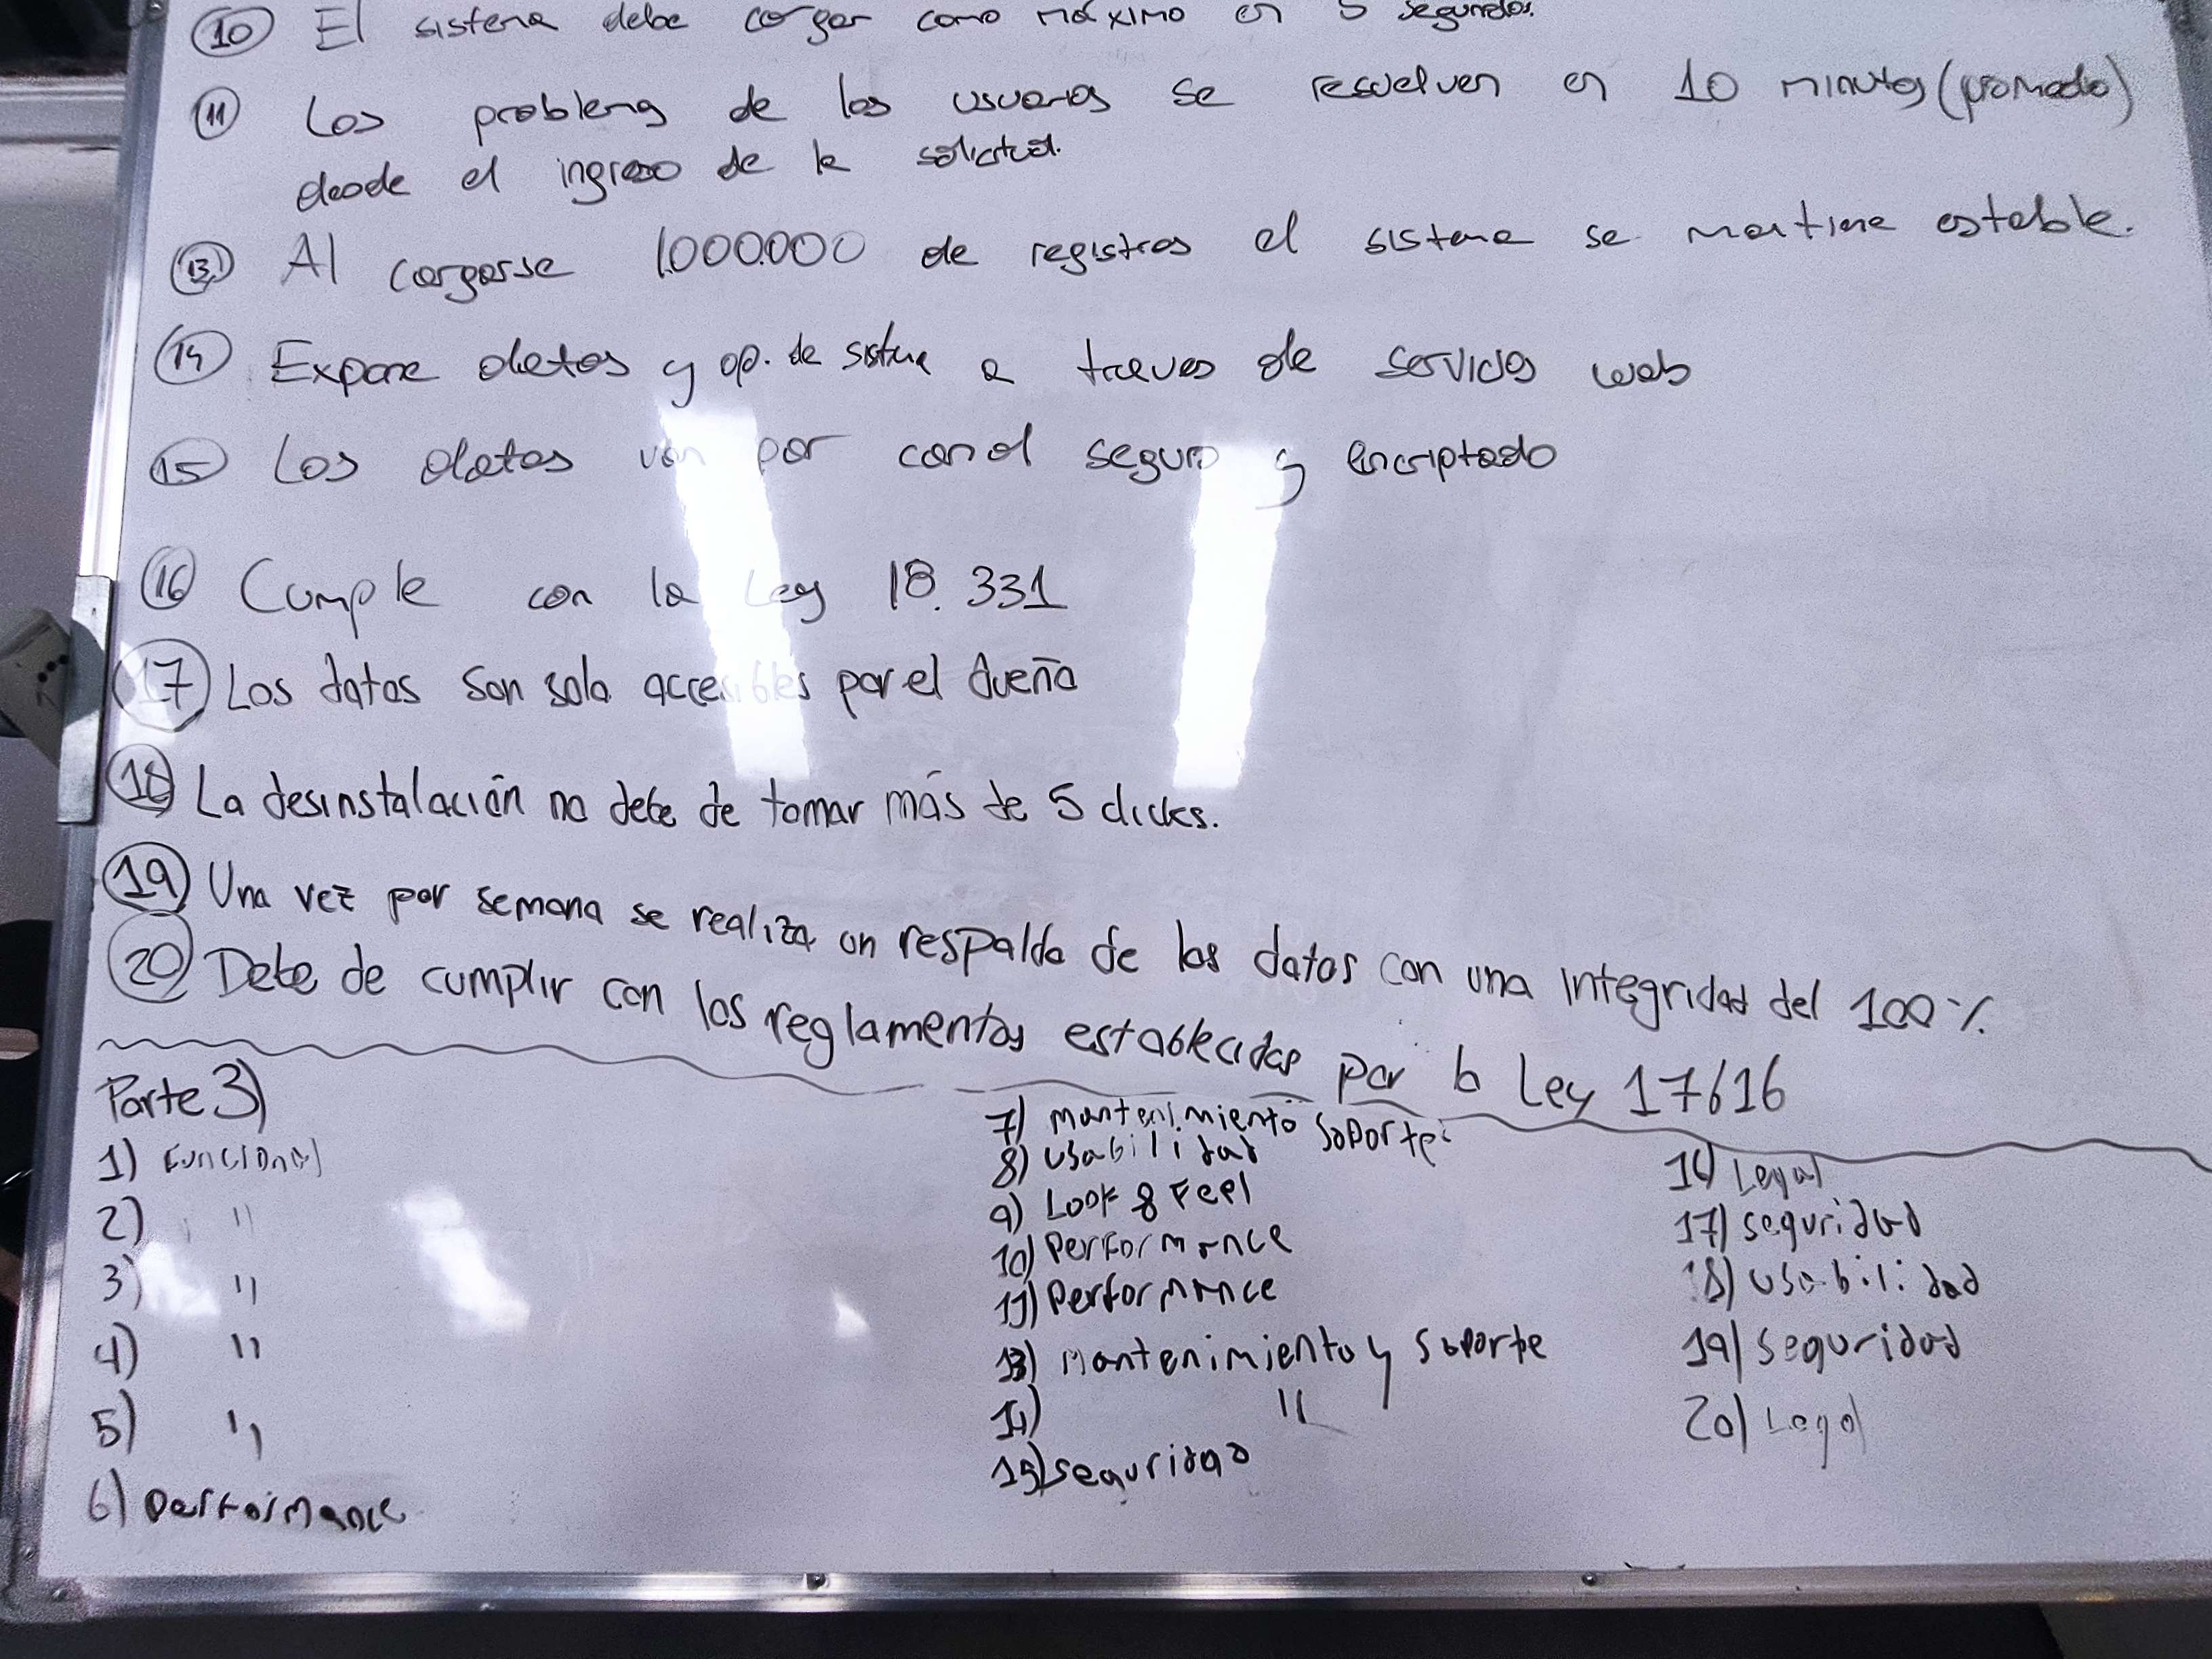 10 El sistema debe cargar como máximo en 5 segundos.
11 Los problemas de los usuarios se resuelven en 10 minutos (promedio)
desde el ingreso de la solicitud.
13 Al cargarse 1.000.000 de registros el sistema se mantiene estable.
14 Expone datos y op. de sistema a traves de servicios web
15 Los datos van por canal seguro y encriptado
16 Cumple con la Ley 18.331
17 Los datos son solo accesibles por el dueño
18 La desinstalación no debe de tomar más de 5 clicks.
19 Una vez por semana se realiza un respaldo de los datos con una integridad del 100%.
20 Debe de cumplir con los reglamentos establecidos por la Ley 17616
Parte 3)
1) Funcional
2) "
3) "
4) "
5) "
6) Performance
7) mantenimiento soporte
8) usabilidad
9) Look & Feel
10) Performance
11) Performance
13) Mantenimiento y soporte
14) "
15) seguridad
16) Legal
17) seguridad
18) usabilidad
19) seguridad
20) Legal